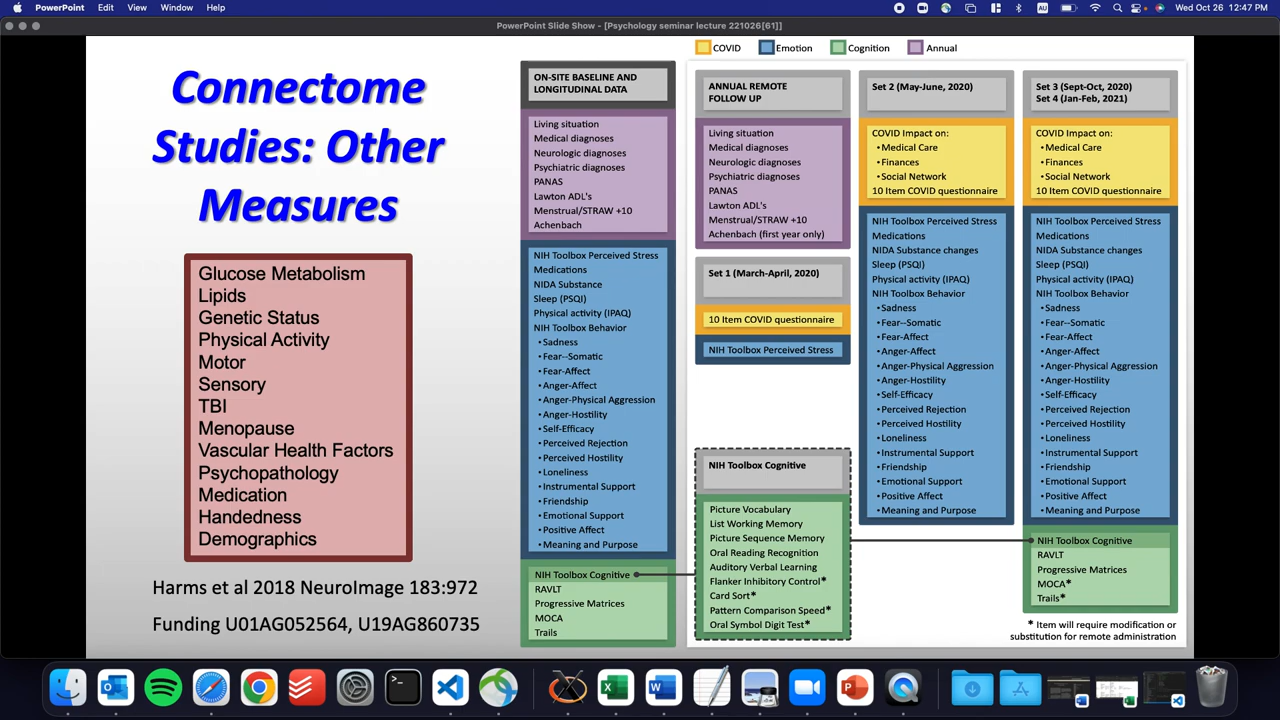 PowerPoint Edit View Window Help
Wed Oct 26 12:47 PM
PowerPoint Slide Show - [Psychology seminar lecture 221026[61]]
Connectome
Studies: Other
Measures
Glucose Metabolism
Lipids
Genetic Status
Physical Activity
Motor
Sensory
TBI
Menopause
Vascular Health Factors
Psychopathology
Medication
Handedness
Demographics
Harms et al 2018 NeuroImage 183:972
Funding U01AG052564, U19AG860735
COVID Emotion Cognition Annual
ON-SITE BASELINE AND
LONGITUDINAL DATA
Living situation
Medical diagnoses
Neurologic diagnoses
Psychiatric diagnoses
PANAS
Lawton ADL's
Menstrual/STRAW +10
Achenbach
NIH Toolbox Perceived Stress
Medications
NIDA Substance
Sleep (PSQI)
Physical activity (IPAQ)
NIH Toolbox Behavior
• Sadness
• Fear--Somatic
• Fear-Affect
• Anger-Affect
• Anger-Physical Aggression
• Anger-Hostility
• Self-Efficacy
• Perceived Rejection
• Perceived Hostility
• Loneliness
• Instrumental Support
• Friendship
• Emotional Support
• Positive Affect
• Meaning and Purpose
NIH Toolbox Cognitive
RAVLT
Progressive Matrices
MOCA
Trails
ANNUAL REMOTE
FOLLOW UP
Living situation
Medical diagnoses
Neurologic diagnoses
Psychiatric diagnoses
PANAS
Lawton ADL's
Menstrual/STRAW +10
Achenbach (first year only)
Set 1 (March-April, 2020)
10 Item COVID questionnaire
NIH Toolbox Perceived Stress
NIH Toolbox Cognitive
Picture Vocabulary
List Working Memory
Picture Sequence Memory
Oral Reading Recognition
Auditory Verbal Learning
Flanker Inhibitory Control*
Card Sort*
Pattern Comparison Speed*
Oral Symbol Digit Test*
Set 2 (May-June, 2020)
COVID Impact on:
• Medical Care
• Finances
• Social Network
10 Item COVID questionnaire
NIH Toolbox Perceived Stress
Medications
NIDA Substance changes
Sleep (PSQI)
Physical activity (IPAQ)
NIH Toolbox Behavior
• Sadness
• Fear--Somatic
• Fear-Affect
• Anger-Affect
• Anger-Physical Aggression
• Anger-Hostility
• Self-Efficacy
• Perceived Rejection
• Perceived Hostility
• Loneliness
• Instrumental Support
• Friendship
• Emotional Support
• Positive Affect
• Meaning and Purpose
Set 3 (Sept-Oct, 2020)
Set 4 (Jan-Feb, 2021)
COVID Impact on:
• Medical Care
• Finances
• Social Network
10 Item COVID questionnaire
NIH Toolbox Perceived Stress
Medications
NIDA Substance changes
Sleep (PSQI)
Physical activity (IPAQ)
NIH Toolbox Behavior
• Sadness
• Fear--Somatic
• Fear-Affect
• Anger-Affect
• Anger-Physical Aggression
• Anger-Hostility
• Self-Efficacy
• Perceived Rejection
• Perceived Hostility
• Loneliness
• Instrumental Support
• Friendship
• Emotional Support
• Positive Affect
• Meaning and Purpose
NIH Toolbox Cognitive
RAVLT
Progressive Matrices
MOCA*
Trails*
* Item will require modification or
substitution for remote administration